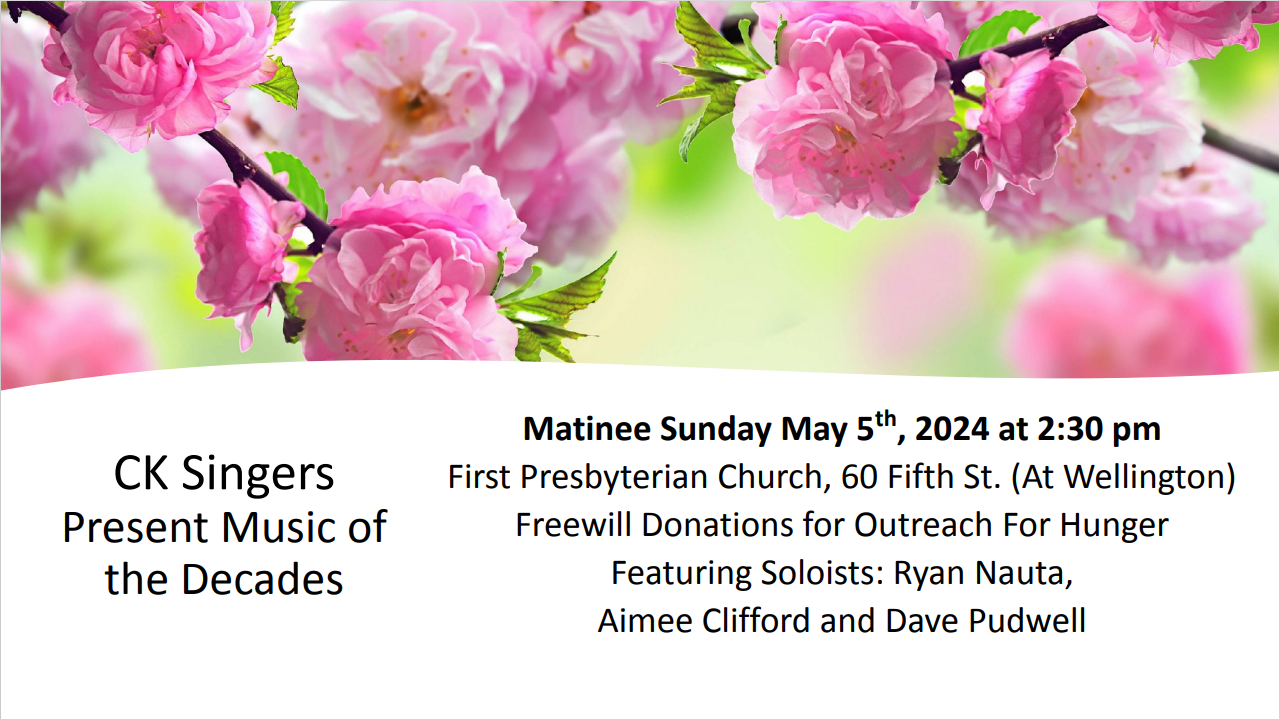 CK Singers
Present Music of
the Decades
Matinee Sunday May 5th, 2024 at 2:30 pm
First Presbyterian Church, 60 Fifth St. (At Wellington)
Freewill Donations for Outreach For Hunger
Featuring Soloists: Ryan Nauta,
Aimee Clifford and Dave Pudwell